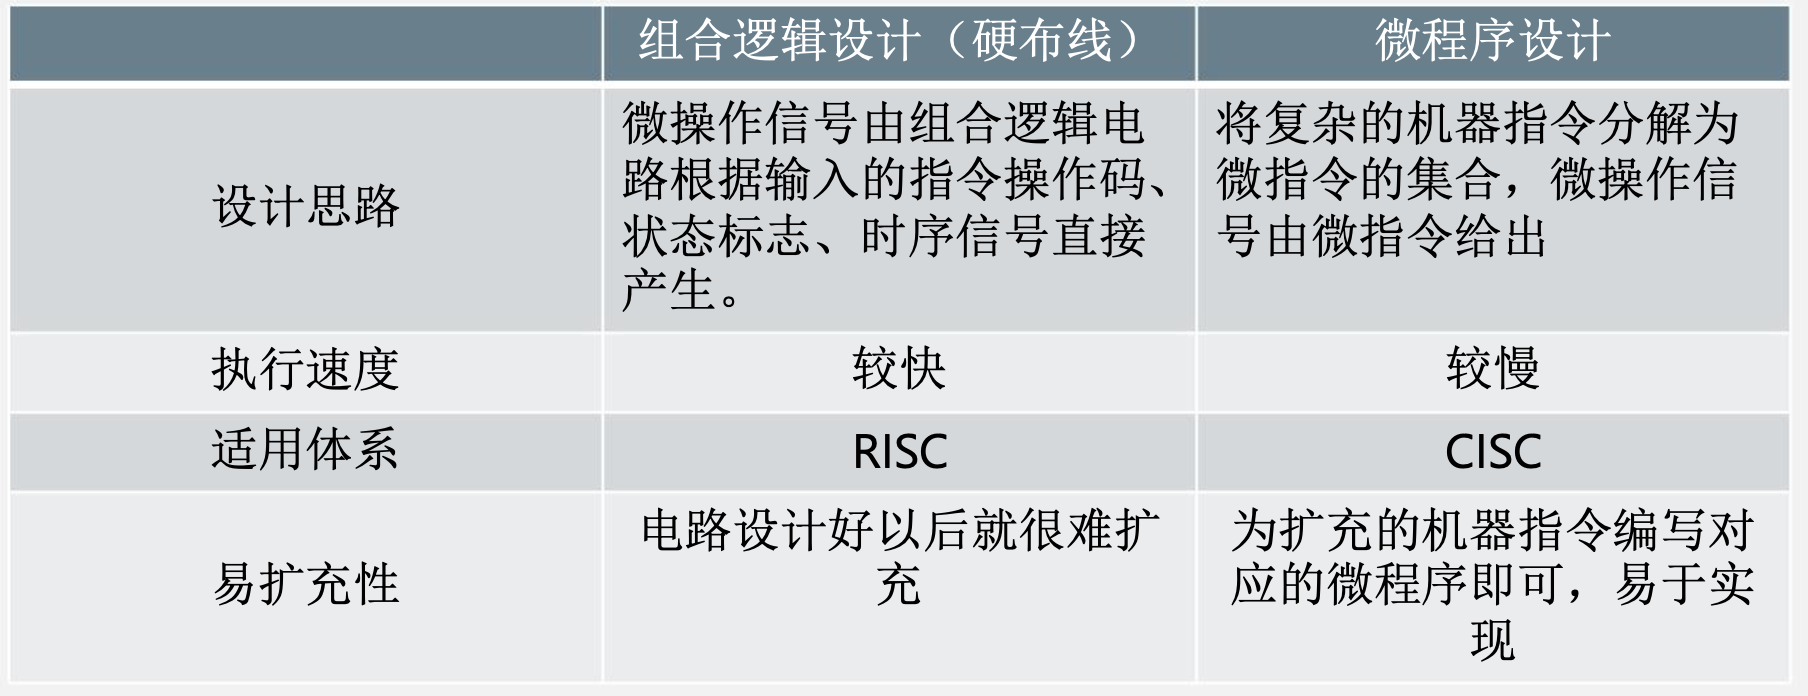 组合逻辑设计（硬布线）
微程序设计
设计思路
微操作信号由组合逻辑电
路根据输入的指令操作码、
状态标志、时序信号直接
产生。
将复杂的机器指令分解为
微指令的集合，微操作信
号由微指令给出
执行速度
较快
较慢
适用体系
RISC
CISC
易扩充性
电路设计好以后就很难扩
充
为扩充的机器指令编写对
应的微程序即可，易于实
现